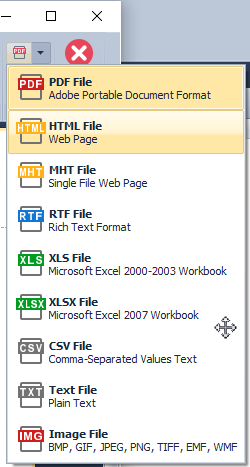 PDF
PDF File
Adobe Portable Document Format
HTML
HTML File
Web Page
MHT
MHT File
Single File Web Page
RTF
RTF File
Rich Text Format
XLS
XLS File
Microsoft Excel 2000-2003 Workbook
XLSX
XLSX File
Microsoft Excel 2007 Workbook
CSV
CSV File
Comma-Separated Values Text
TXT
Text File
Plain Text
IMG
Image File
BMP, GIF, JPEG, PNG, TIFF, EMF, WMF